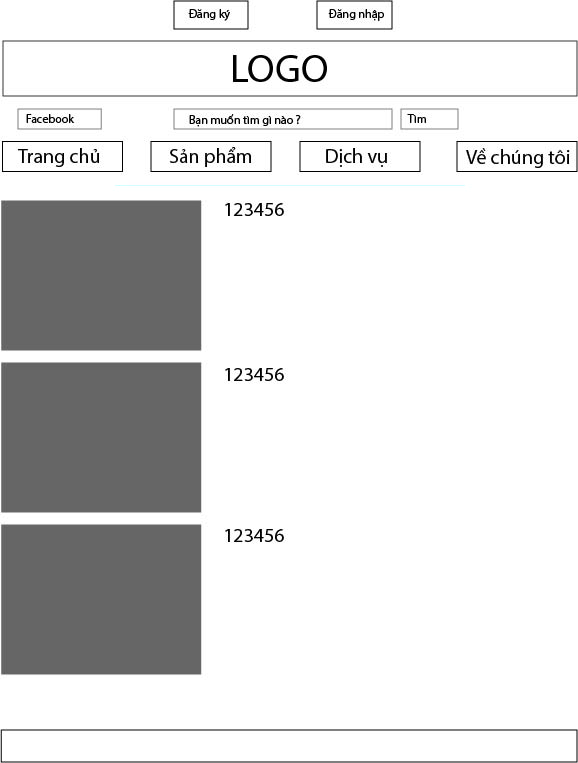 Đăng ký Đăng nhập
LOGO
Facebook Bạn muốn tìm gì nào ? Tìm
Trang chủ Sản phẩm Dịch vụ Về chúng tôi
123456
123456
123456